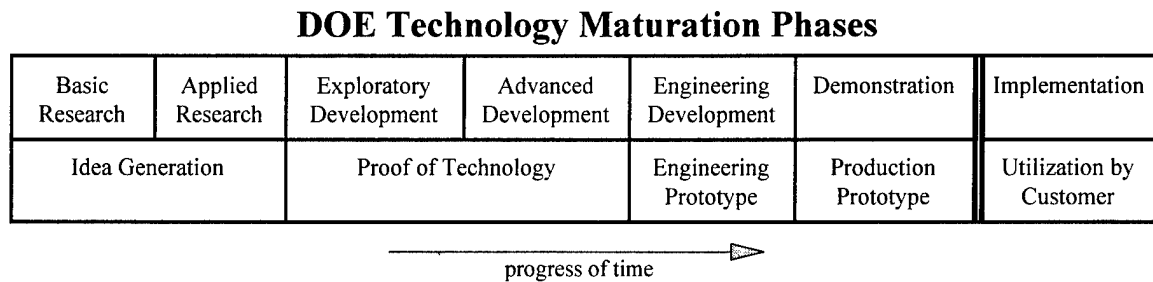 DOE Technology Maturation Phases
Basic Research
Applied Research
Exploratory Development
Advanced Development
Engineering Development
Demonstration
Implementation
Idea Generation
Proof of Technology
Engineering Prototype
Production Prototype
Utilization by Customer
progress of time